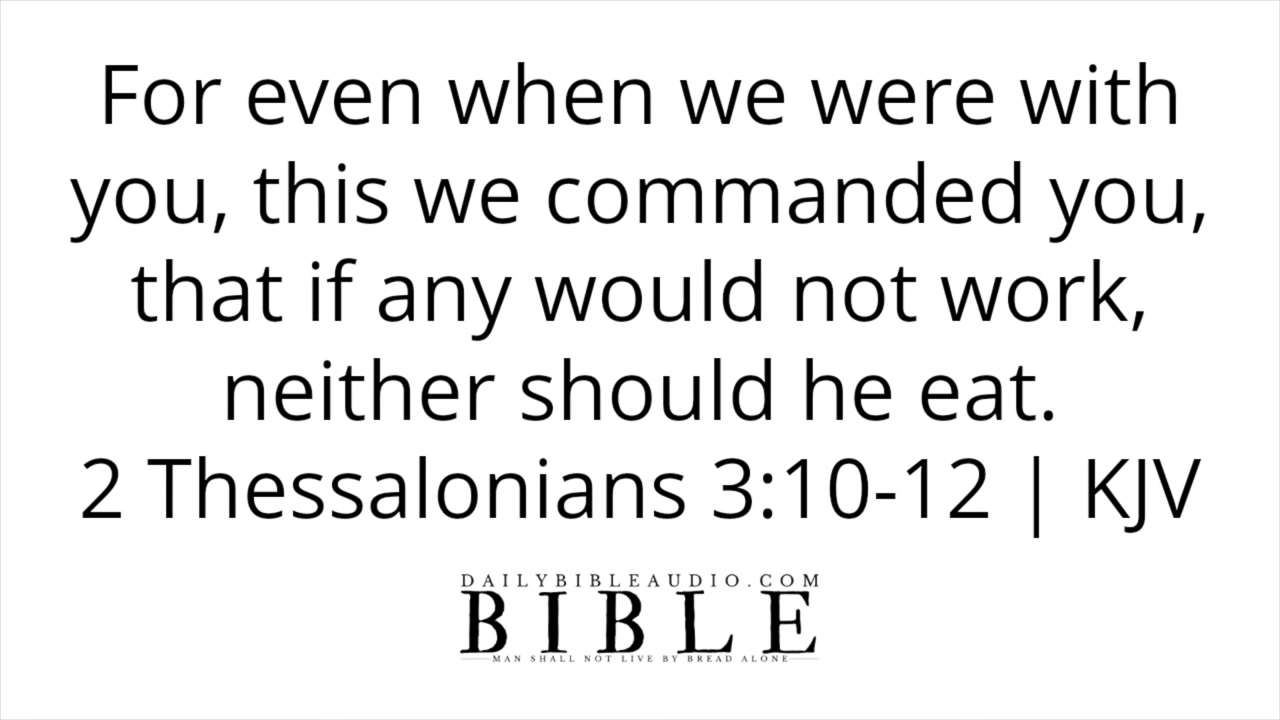 For even when we were with
you, this we commanded you,
that if any would not work,
neither should he eat.
2 Thessalonians 3:10-12 | KJV
DAILYBIBLEAUDIO.COM
BIBLE
MAN SHALL NOT LIVE BY BREAD ALONE